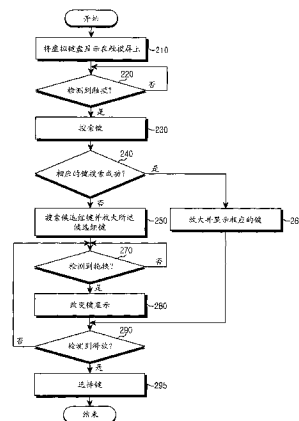 开始
将虚拟键盘显示在触摸屏上
210
220
检测到触摸?
否
是
搜索键
230
240
相应的键搜索成功?
是
否
搜索候选组键并放大所述
候选组键
250
放大并显示相应的键
26
270
检测到拖拽?
否
是
改变键显示
280
290
否
检测到释放?
是
选择键
295
结束